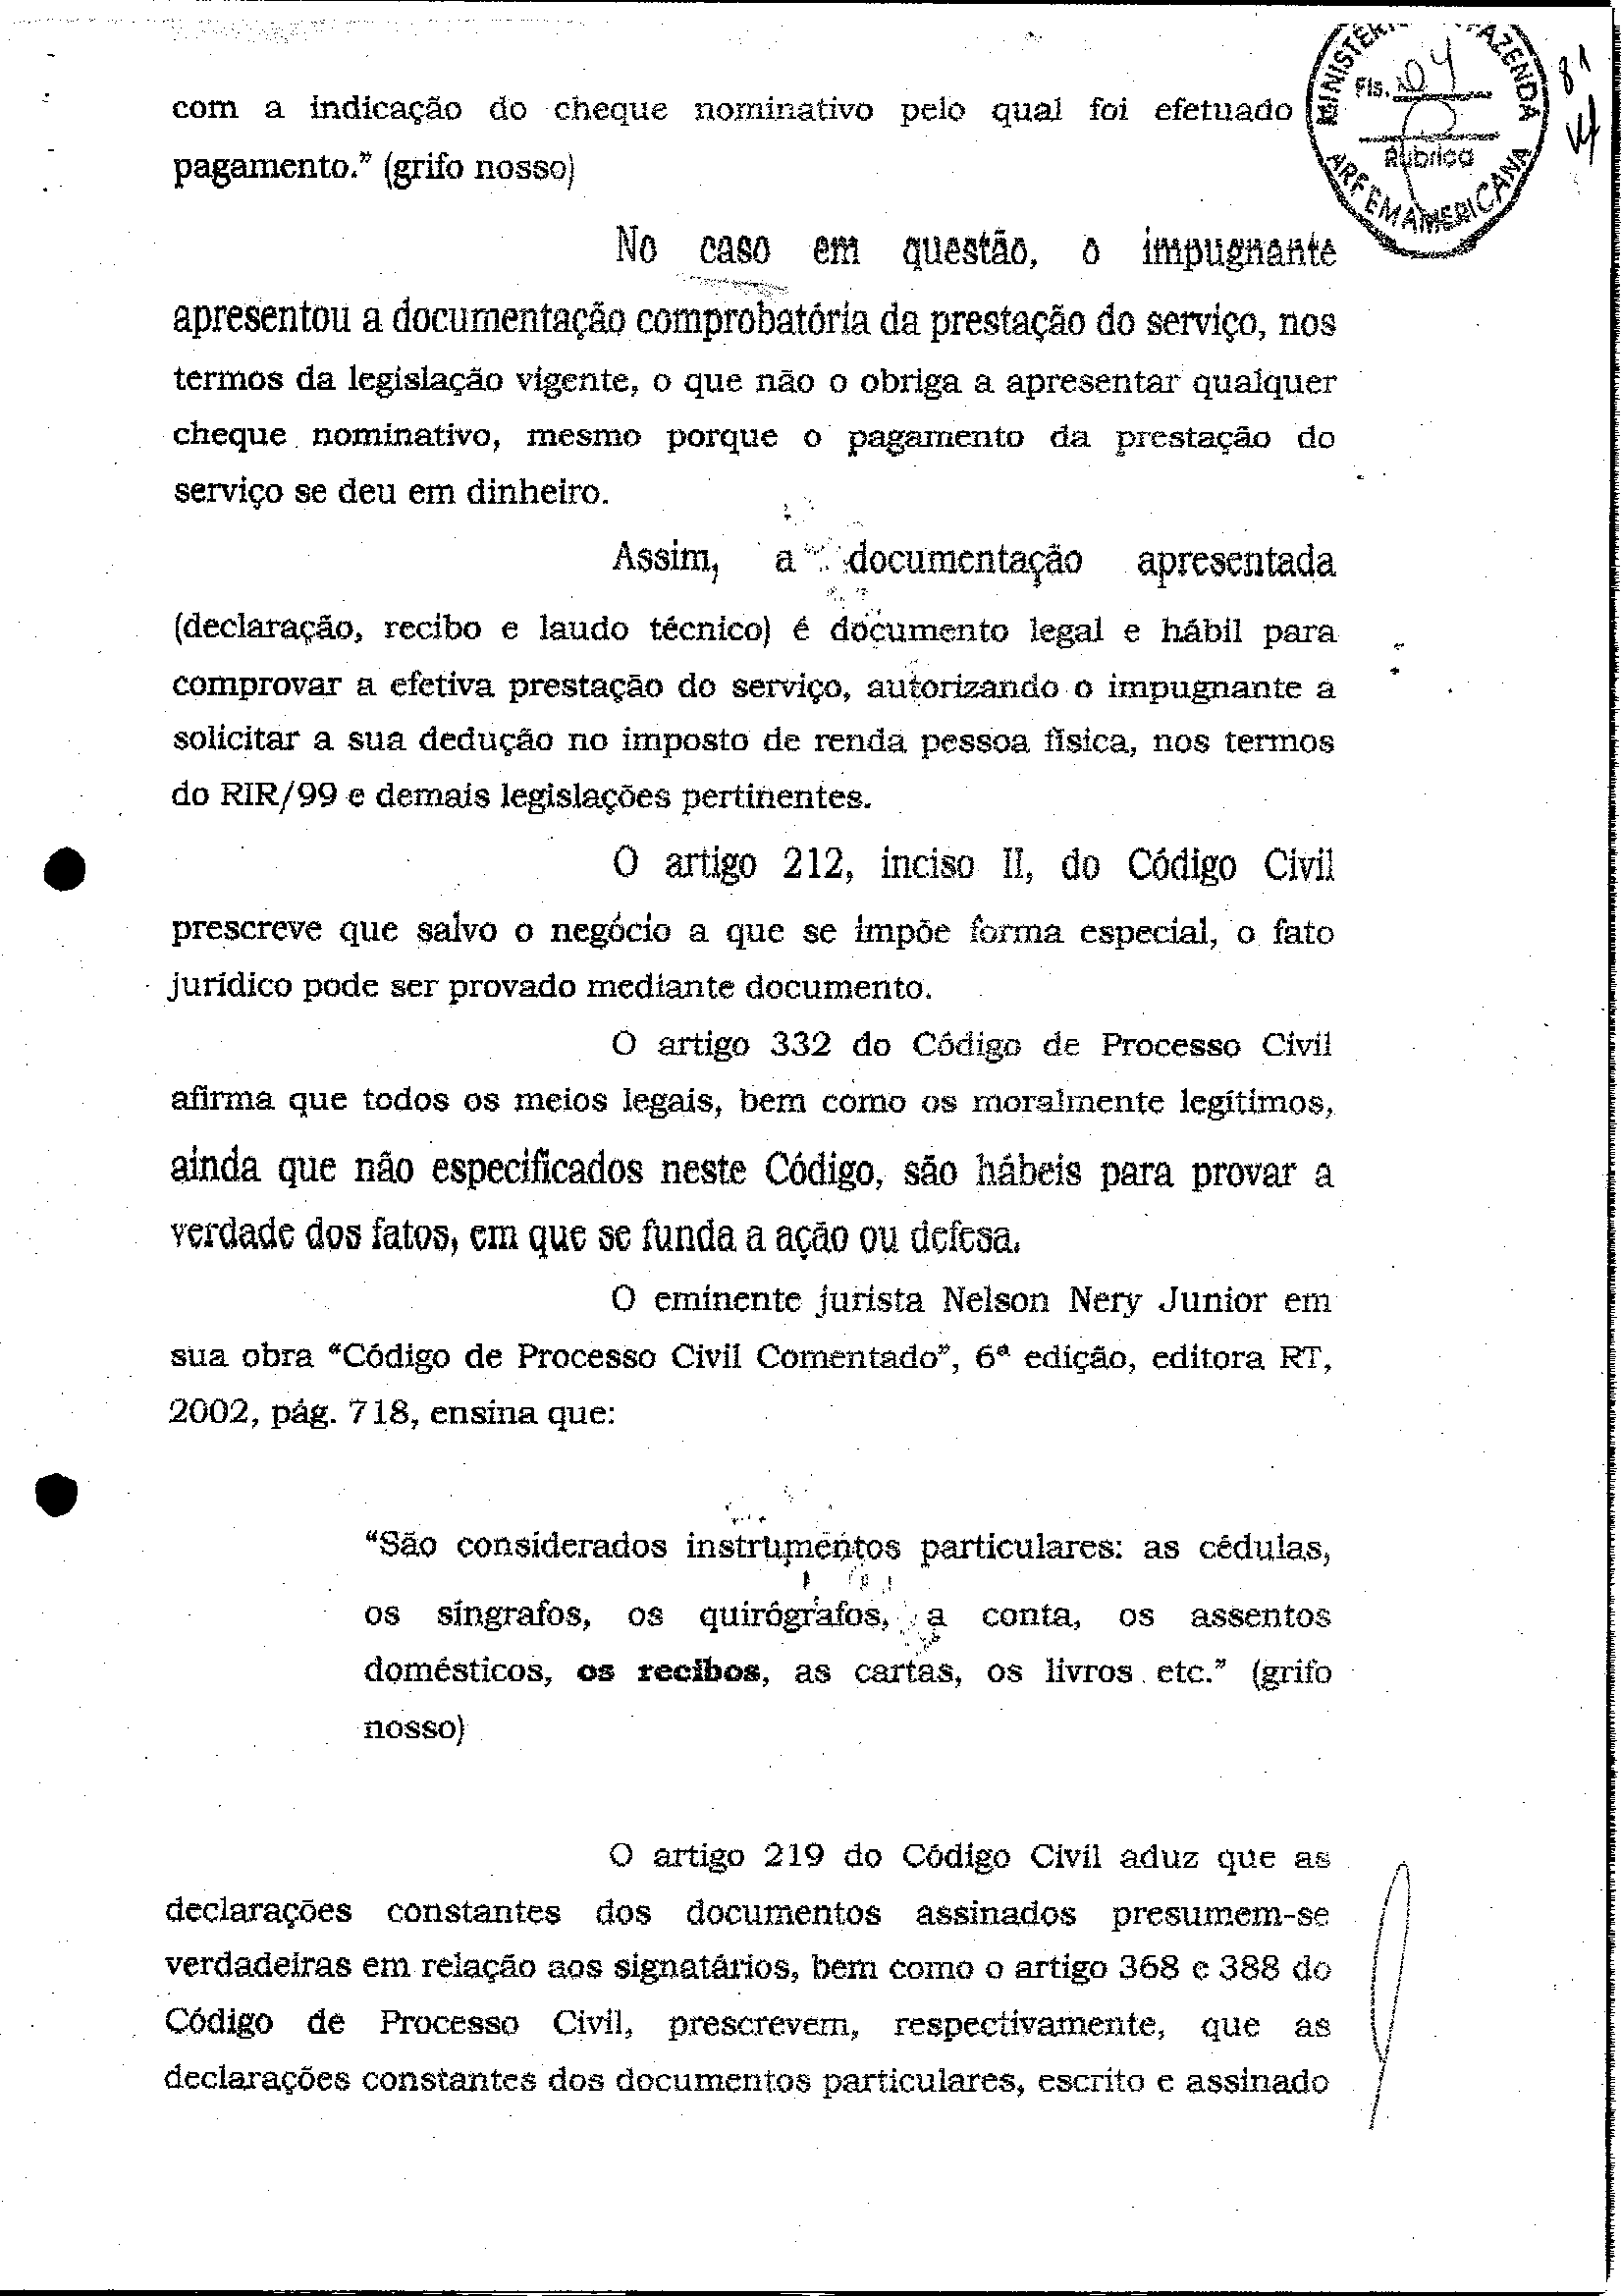 MINISTÉRIO FAZENDA
Fls. 04
Rubrica
ARF EM AMERICANA
81
com a indicação do cheque nominativo pelo qual foi efetuado
pagamento.” (grifo nosso)
No caso em questão, o impugnante
apresentou a documentação comprobatória da prestação do serviço, nos
termos da legislação vigente, o que não o obriga a apresentar qualquer
cheque nominativo, mesmo porque o pagamento da prestação do
serviço se deu em dinheiro.
Assim, a documentação apresentada
(declaração, recibo e laudo técnico) é documento legal e hábil para
comprovar a efetiva prestação do serviço, autorizando o impugnante a
solicitar a sua dedução no imposto de renda pessoa física, nos termos
do RIR/99 e demais legislações pertinentes.
O artigo 212, inciso II, do Código Civil
prescreve que salvo o negócio a que se impõe forma especial, o fato
jurídico pode ser provado mediante documento.
O artigo 332 do Código de Processo Civil
afirma que todos os meios legais, bem como os moralmente legítimos,
ainda que não especificados neste Código, são hábeis para provar a
verdade dos fatos, em que se funda a ação ou defesa.
O eminente jurista Nelson Nery Junior em
sua obra “Código de Processo Civil Comentado”, 6ª edição, editora RT,
2002, pág. 718, ensina que:
“São considerados instrumentos particulares: as cédulas,
os síngrafos, os quirógrafos, a conta, os assentos
domésticos, os recibos, as cartas, os livros etc.” (grifo
nosso)
O artigo 219 do Código Civil aduz que as
declarações constantes dos documentos assinados presumem-se
verdadeiras em relação aos signatários, bem como o artigo 368 e 388 do
Código de Processo Civil, prescrevem, respectivamente, que as
declarações constantes dos documentos particulares, escrito e assinado